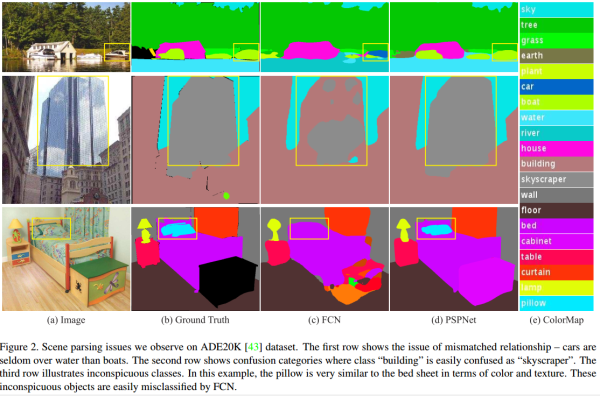 sky
tree
grass
earth
plant
car
boat
water
river
house
building
skyscraper
wall
floor
bed
cabinet
table
curtain
lamp
pillow
(a) Image
(b) Ground Truth
(c) FCN
(d) PSPNet
(e) ColorMap
Figure 2. Scene parsing issues we observe on ADE20K [43] dataset. The first row shows the issue of mismatched relationship – cars are
seldom over water than boats. The second row shows confusion categories where class “building” is easily confused as “skyscraper”. The
third row illustrates inconspicuous classes. In this example, the pillow is very similar to the bed sheet in terms of color and texture. These
inconspicuous objects are easily misclassified by FCN.